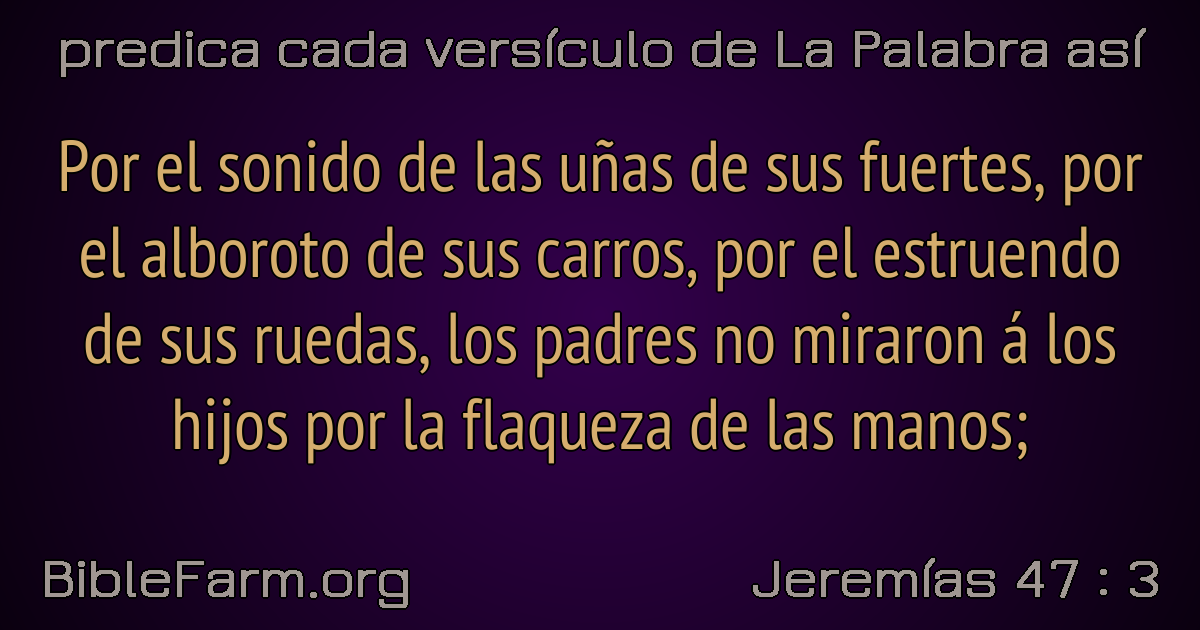 predica cada versículo de La Palabra así
Por el sonido de las uñas de sus fuertes, por
el alboroto de sus carros, por el estruendo
de sus ruedas, los padres no miraron á los
hijos por la flaqueza de las manos;
BibleFarm.org
Jeremías 47 : 3